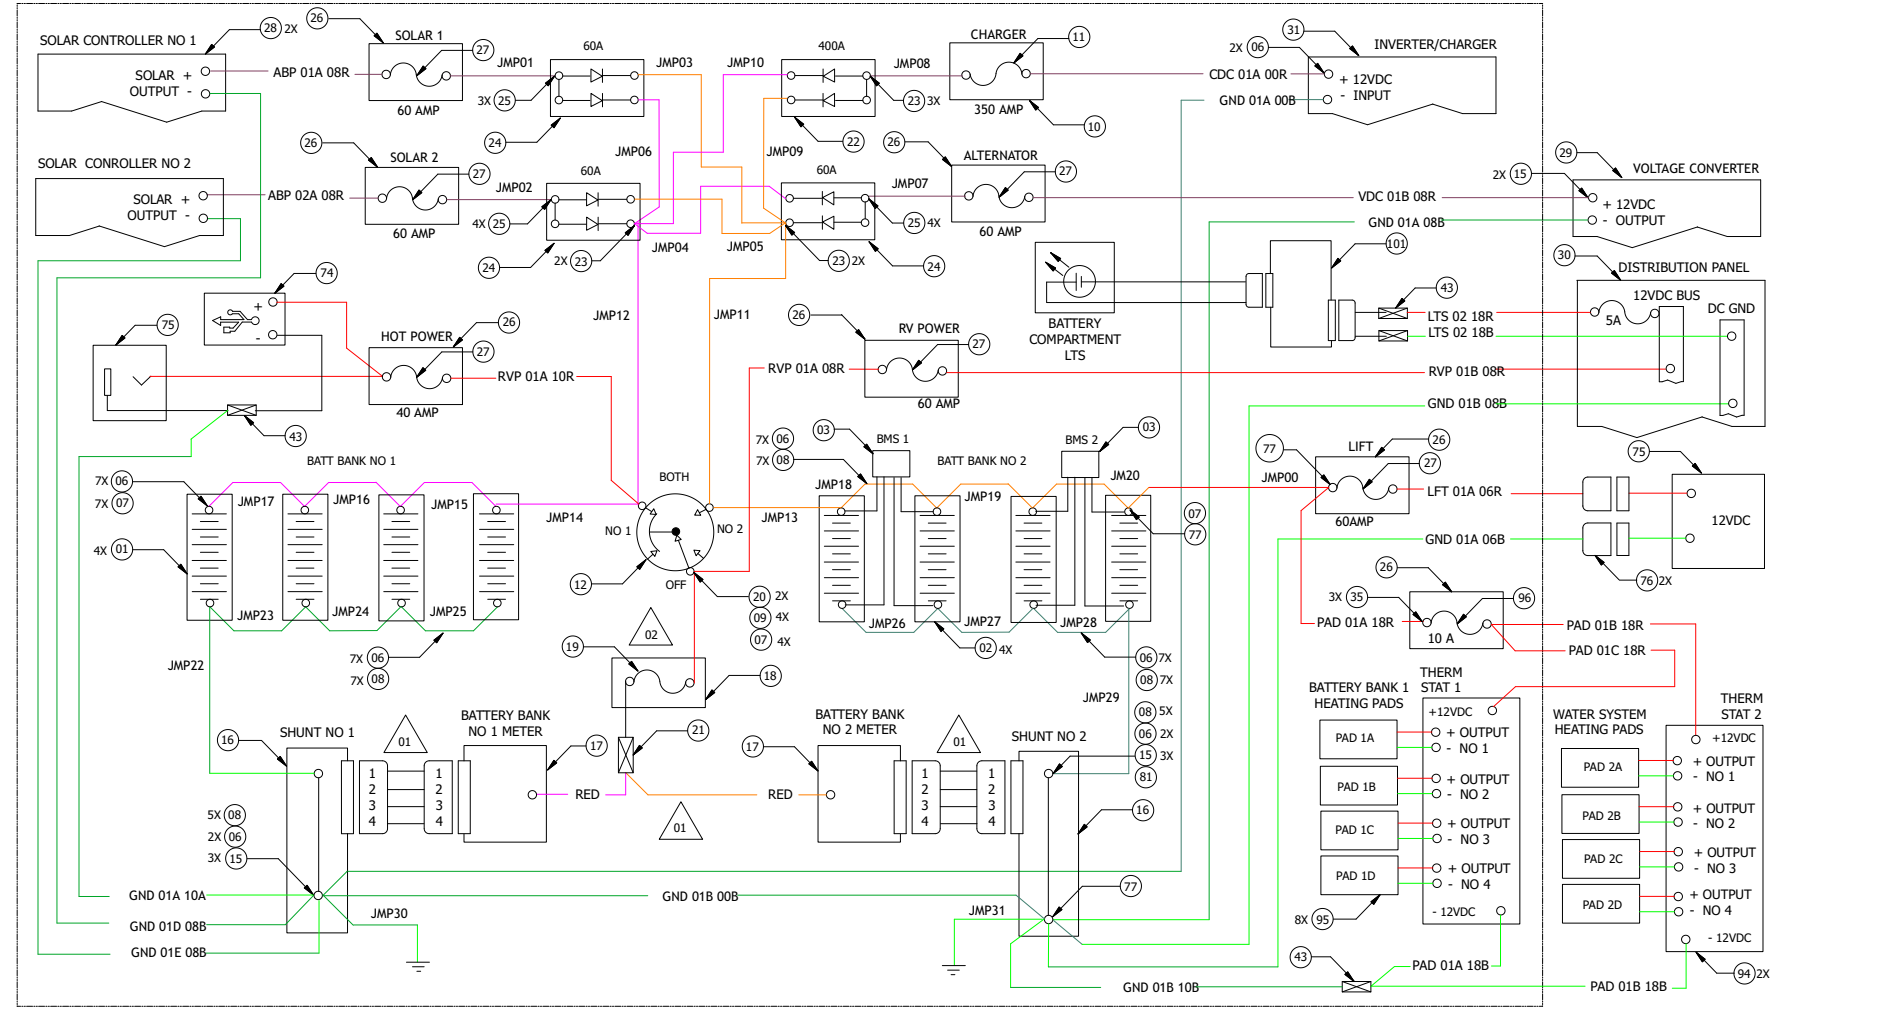 SOLAR CONTROLLER NO 1
SOLAR +
OUTPUT -
28 2X
ABP 01A 08R
26
SOLAR 1
27
60 AMP
JMP01
3X 25
60A
24
JMP03
JMP06
JMP10
400A
JMP08
23 3X
22
JMP09
CHARGER
11
350 AMP
10
CDC 01A 00R
GND 01A 00B
2X 06
31
INVERTER/CHARGER
+ 12VDC
- INPUT
SOLAR CONROLLER NO 2
SOLAR +
OUTPUT -
ABP 02A 08R
26
SOLAR 2
27
60 AMP
JMP02
4X 25
60A
24
2X 23
JMP04
JMP05
60A
JMP07
25 4X
23 2X
24
26
ALTERNATOR
27
60 AMP
VDC 01B 08R
GND 01A 08B
2X 15
29
VOLTAGE CONVERTER
+ 12VDC
- OUTPUT
74
+
-
75
HOT POWER
26
27
40 AMP
43
RVP 01A 10R
JMP12
JMP11
BATTERY
COMPARTMENT
LTS
101
43
LTS 02 18R
LTS 02 18B
30
DISTRIBUTION PANEL
12VDC BUS
5A
DC GND
26
RV POWER
27
60 AMP
RVP 01A 08R
RVP 01B 08R
GND 01B 08B
BATT BANK NO 1
7X 06
7X 07
4X 01
JMP17
JMP16
JMP15
JMP14
JMP23
JMP24
JMP25
7X 06
7X 08
JMP22
BOTH
NO 1
NO 2
OFF
12
20 2X
09 4X
07 4X
JMP13
7X 06
7X 08
03
BMS 1
BATT BANK NO 2
BMS 2
03
JMP18
JMP19
JM20
07
77
JMP26
JMP27
JMP28
02 4X
06 7X
08 7X
JMP29
JMP00
77
LIFT
26
27
60AMP
LFT 01A 06R
GND 01A 06B
75
12VDC
76 2X
26
3X 35
96
10 A
PAD 01A 18R
PAD 01B 18R
PAD 01C 18R
02
19
18
21
16
SHUNT NO 1
01
1
2
3
4
1
2
3
4
BATTERY BANK
NO 1 METER
17
RED
RED
01
17
BATTERY BANK
NO 2 METER
01
1
2
3
4
1
2
3
4
SHUNT NO 2
08 5X
06 2X
15 3X
81
16
77
5X 08
2X 06
3X 15
GND 01A 10A
GND 01D 08B
GND 01E 08B
JMP30
GND 01B 00B
JMP31
BATTERY BANK 1
HEATING PADS
PAD 1A
PAD 1B
PAD 1C
PAD 1D
8X 95
THERM
STAT 1
+12VDC
+ OUTPUT
- NO 1
+ OUTPUT
- NO 2
+ OUTPUT
- NO 3
+ OUTPUT
- NO 4
- 12VDC
WATER SYSTEM
HEATING PADS
PAD 2A
PAD 2B
PAD 2C
PAD 2D
THERM
STAT 2
+12VDC
+ OUTPUT
- NO 1
+ OUTPUT
- NO 2
+ OUTPUT
- NO 3
+ OUTPUT
- NO 4
- 12VDC
94 2X
43
PAD 01A 18B
PAD 01B 18B
GND 01B 10B